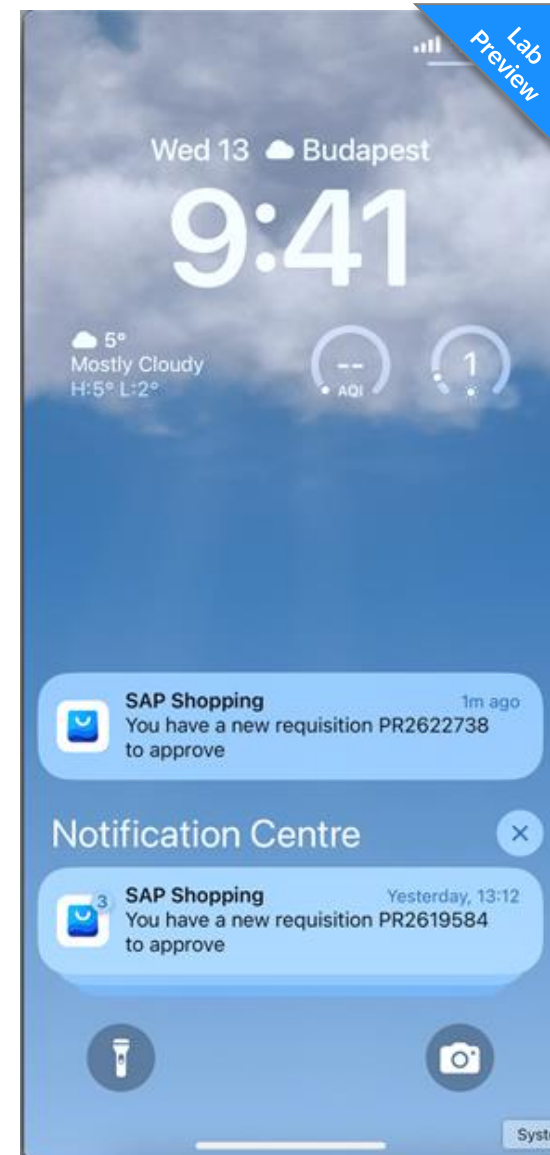 Lab
Preview
Wed 13 Budapest
9:41
5°
Mostly Cloudy
H:5° L:2°
--
AQI
1
SAP Shopping 1m ago
You have a new requisition PR2622738
to approve
Notification Centre
3
SAP Shopping Yesterday, 13:12
You have a new requisition PR2619584
to approve